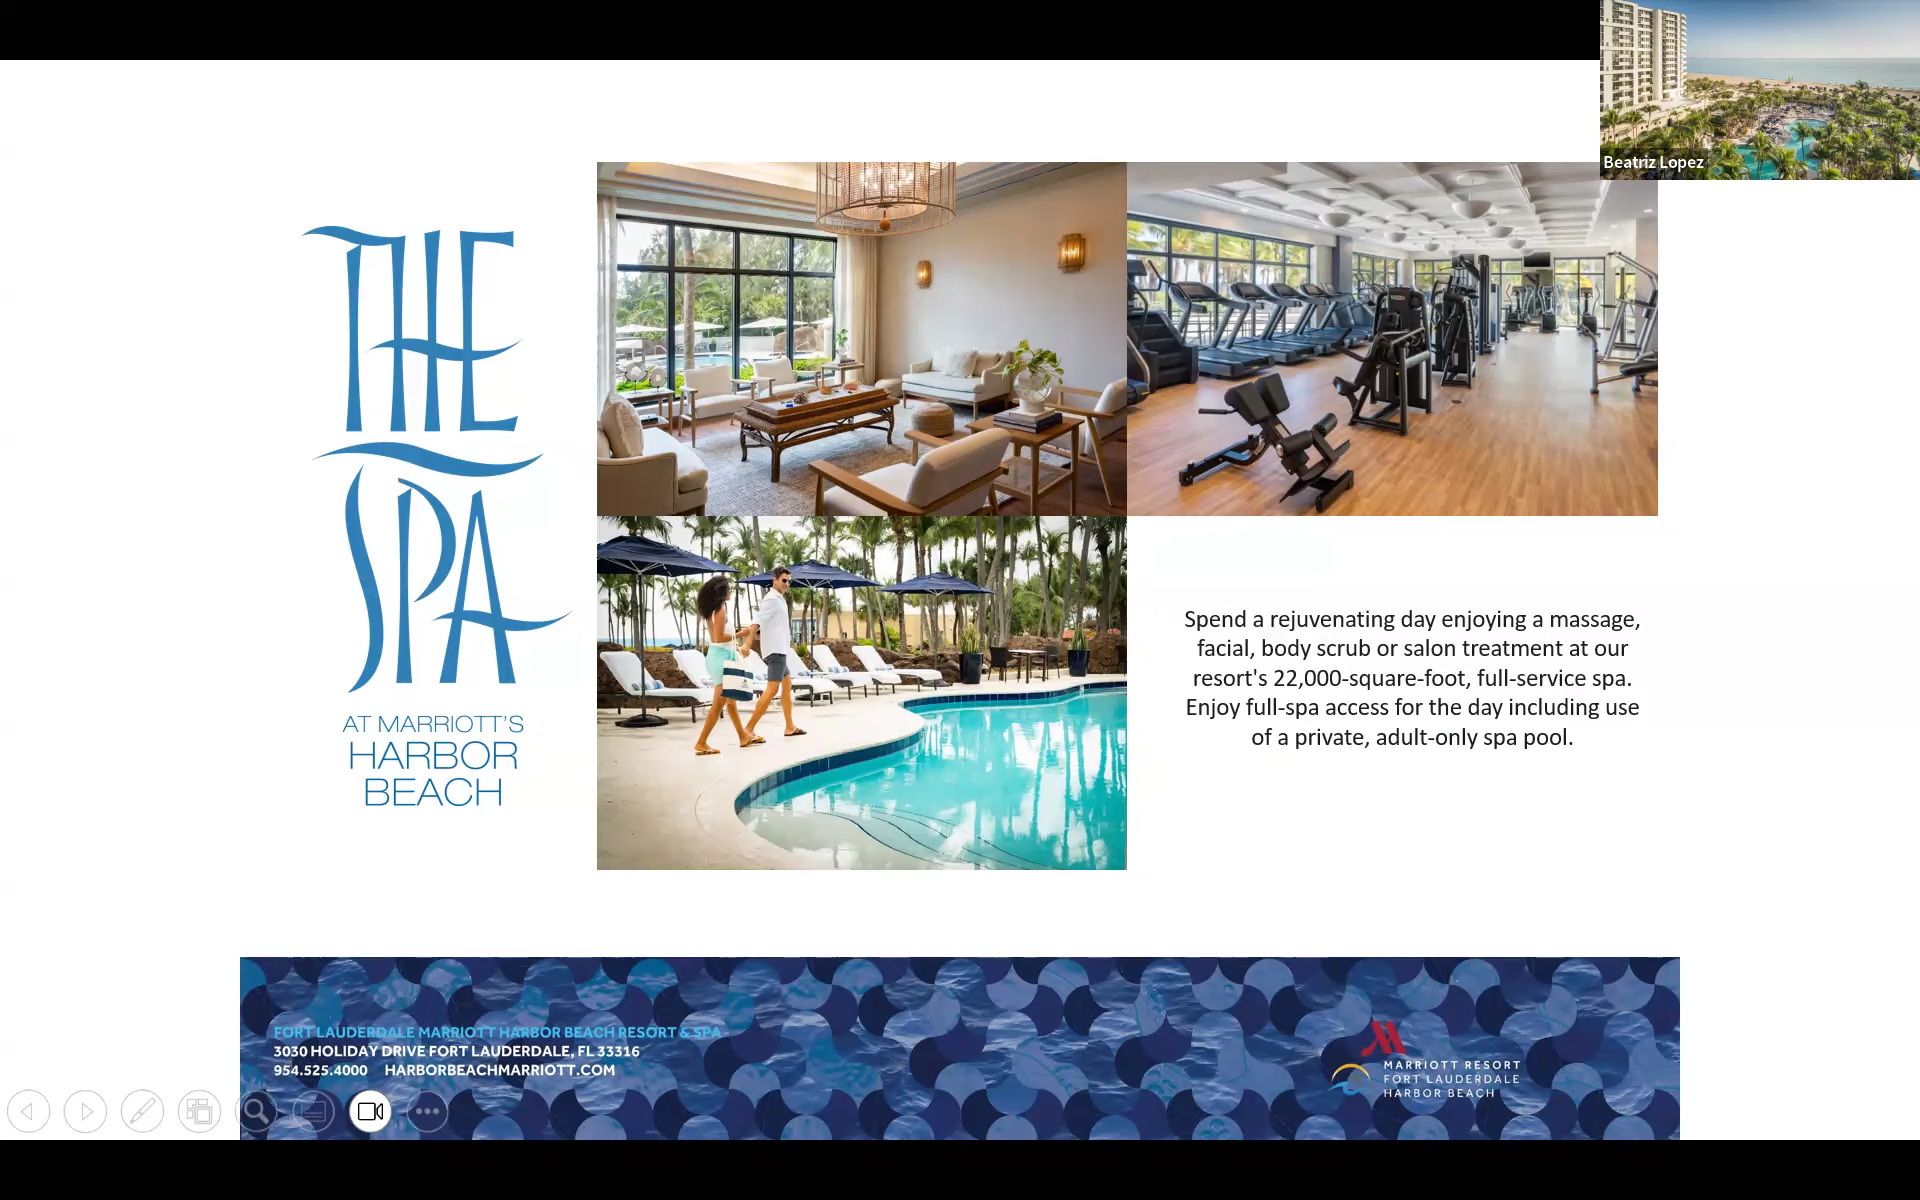 Beatriz Lopez
THE
SPA
AT MARRIOTT'S
HARBOR
BEACH
Spend a rejuvenating day enjoying a massage,
facial, body scrub or salon treatment at our
resort's 22,000-square-foot, full-service spa.
Enjoy full-spa access for the day including use
of a private, adult-only spa pool.
FORT LAUDERDALE MARRIOTT HARBOR BEACH RESORT & SPA
3030 HOLIDAY DRIVE FORT LAUDERDALE, FL 33316
954.525.4000 HARBORBEACHMARRIOTT.COM
MARRIOTT RESORT
FORT LAUDERDALE
HARBOR BEACH